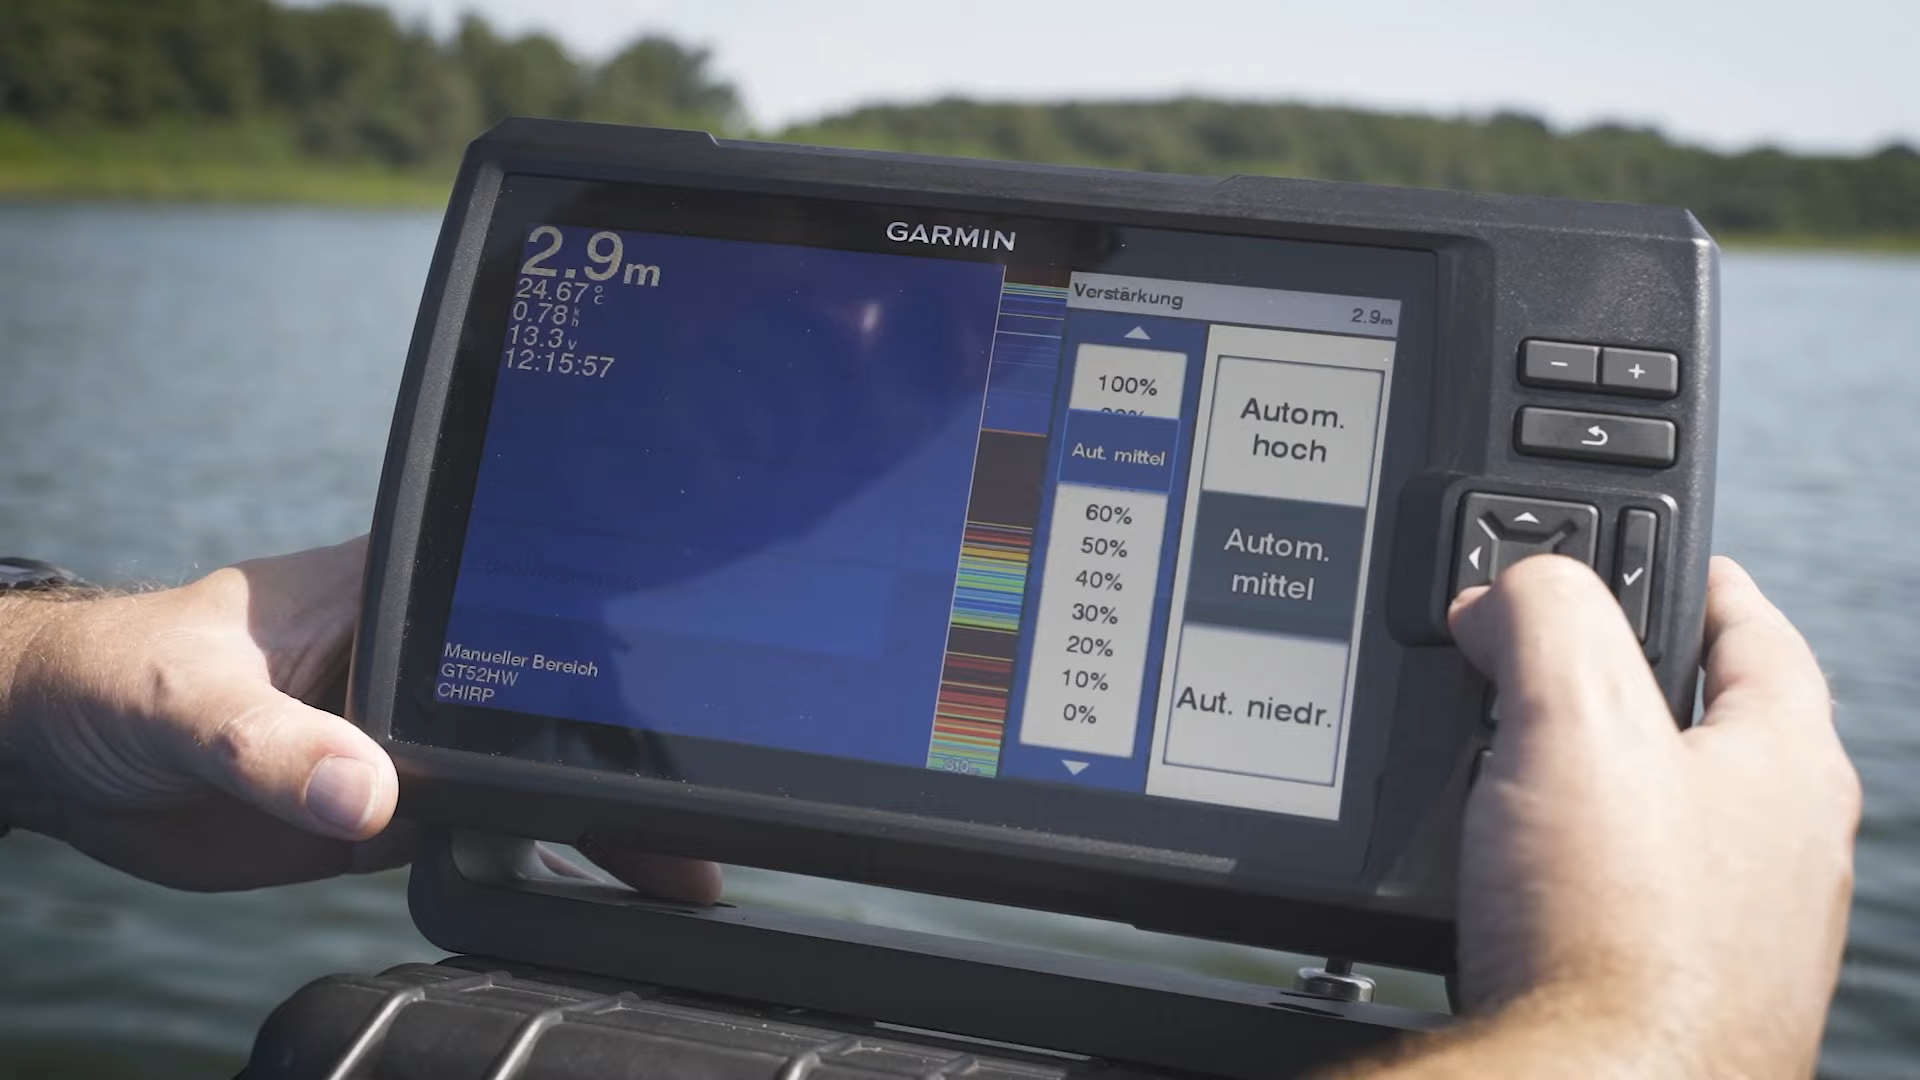 GARMIN
2.9m
24.67°C
0.78 k/h
13.3 v
12:15:57
Manueller Bereich
GT52HW
CHIRP
Verstärkung
2.9m
100%
Aut. mittel
60%
50%
40%
30%
20%
10%
0%
Autom.
hoch
Autom.
mittel
Aut. niedr.
- +